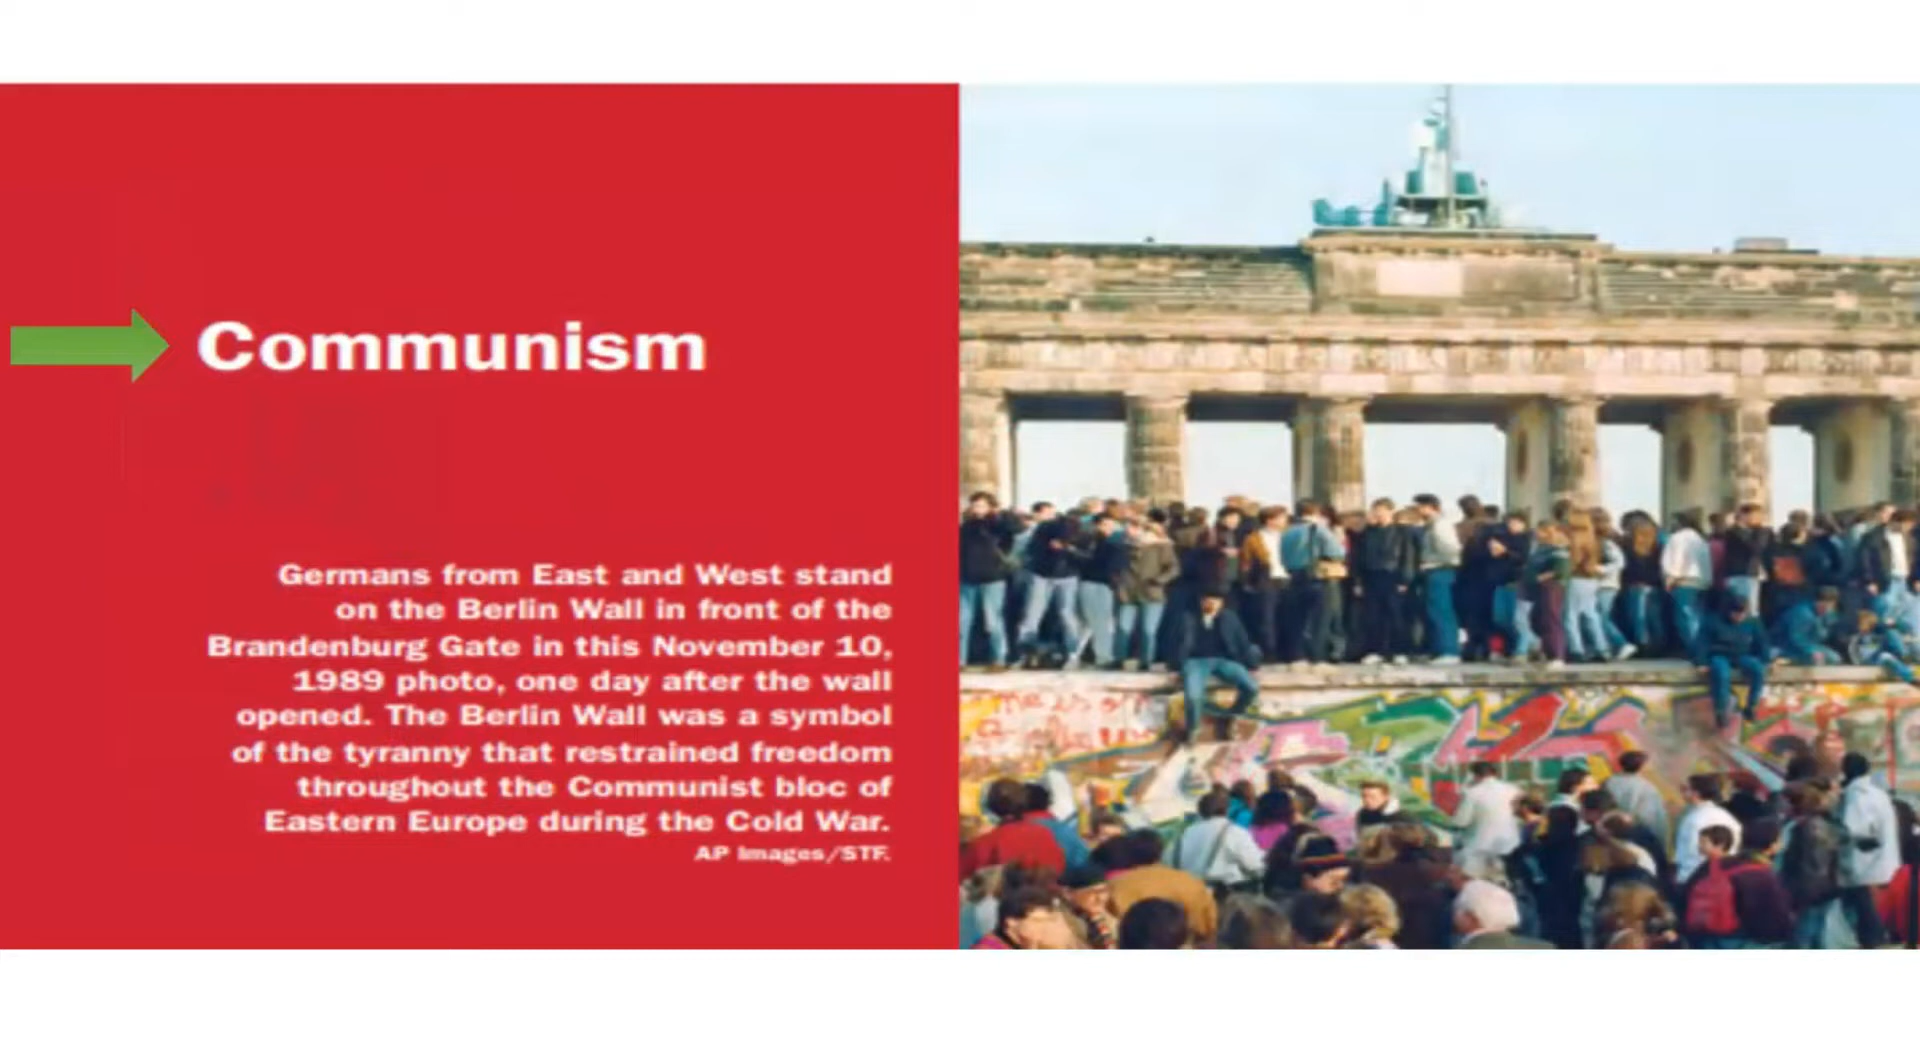 Communism
Germans from East and West stand
on the Berlin Wall in front of the
Brandenburg Gate in this November 10,
1989 photo, one day after the wall
opened. The Berlin Wall was a symbol
of the tyranny that restrained freedom
throughout the Communist bloc of
Eastern Europe during the Cold War.
AP Images/STF.